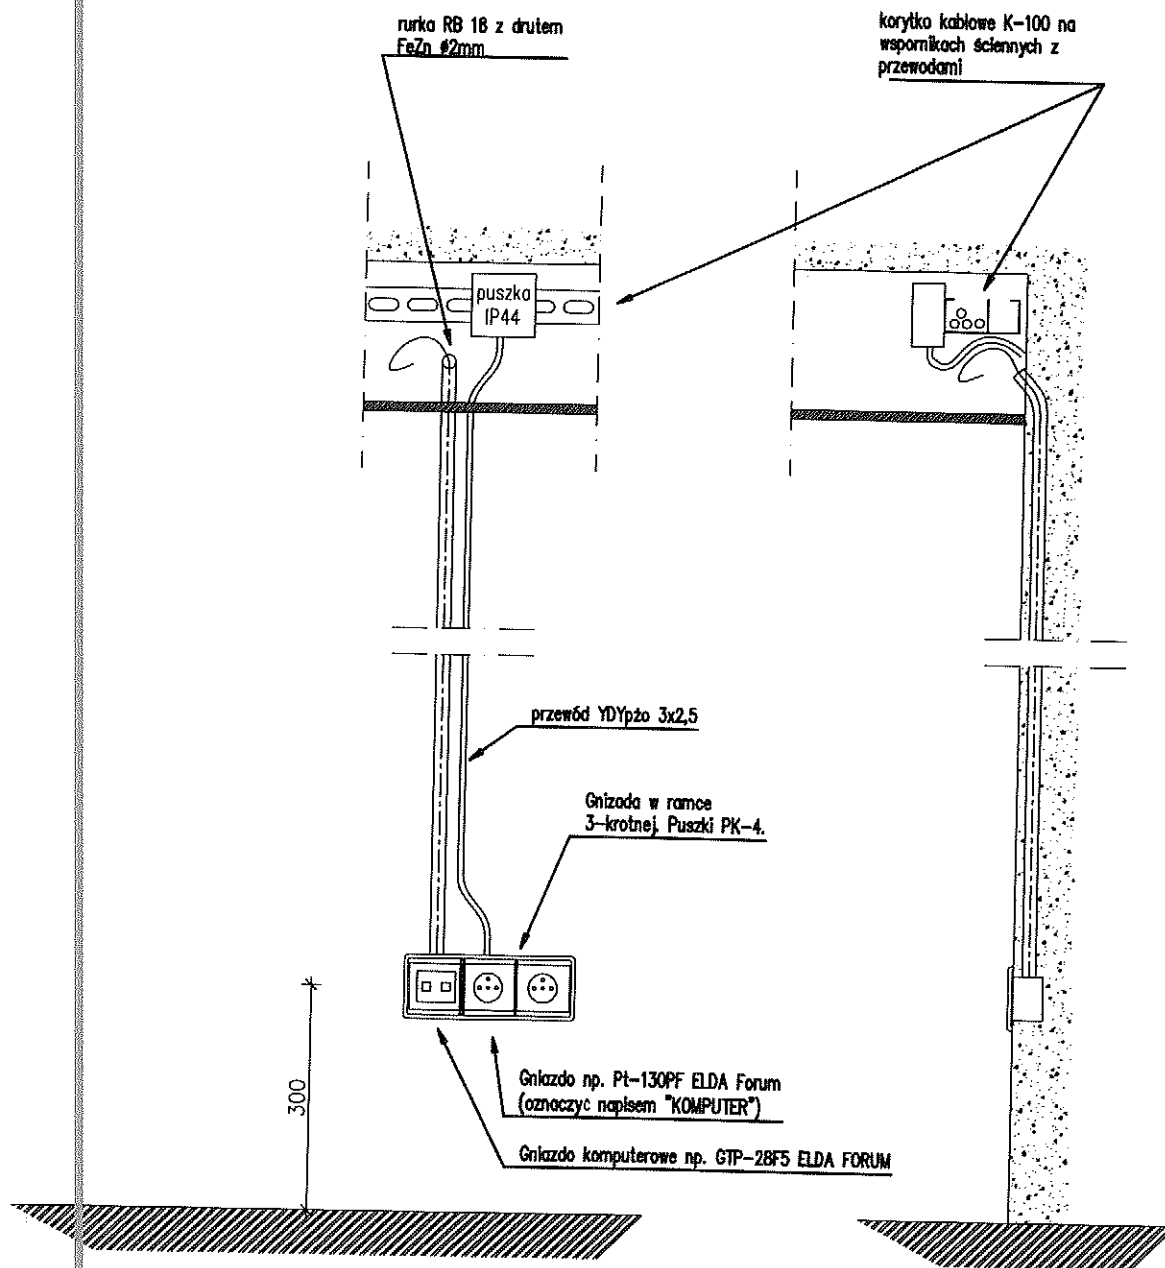 rurka RB 18 z drutem
FeZn ø2mm
korytko kablowe K-100 na
wspornikach ściennych z
przewodami
puszka
IP44
przewód YDYpżo 3x2,5
Gnizada w ramce
3-krotnej. Puszki PK-4.
300
Gniazdo np. Pt-130PF ELDA Forum
(oznaczyć napisem "KOMPUTER")
Gniazdo komputerowe np. GTP-28F5 ELDA FORUM